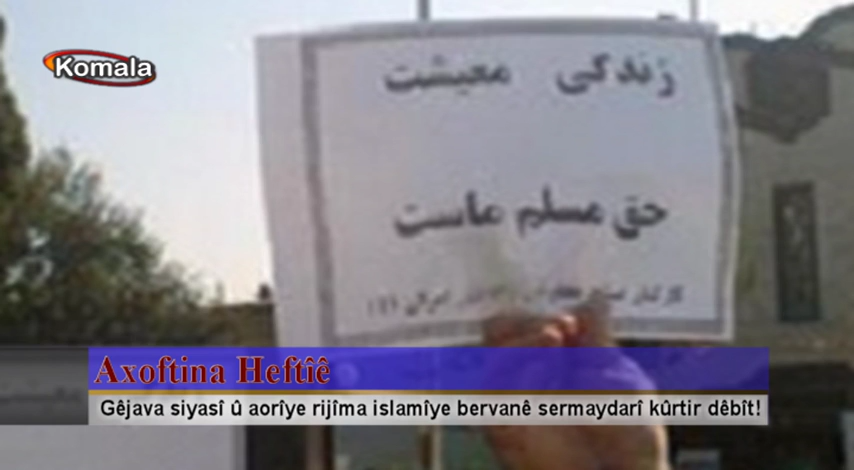 Komala
زندگی معیشت
حق مسلم ماست
Axoftina Heftîê
Gêjava siyasî û aorîye rijîma islamîye bervanê sermaydarî kûrtir dêbît!